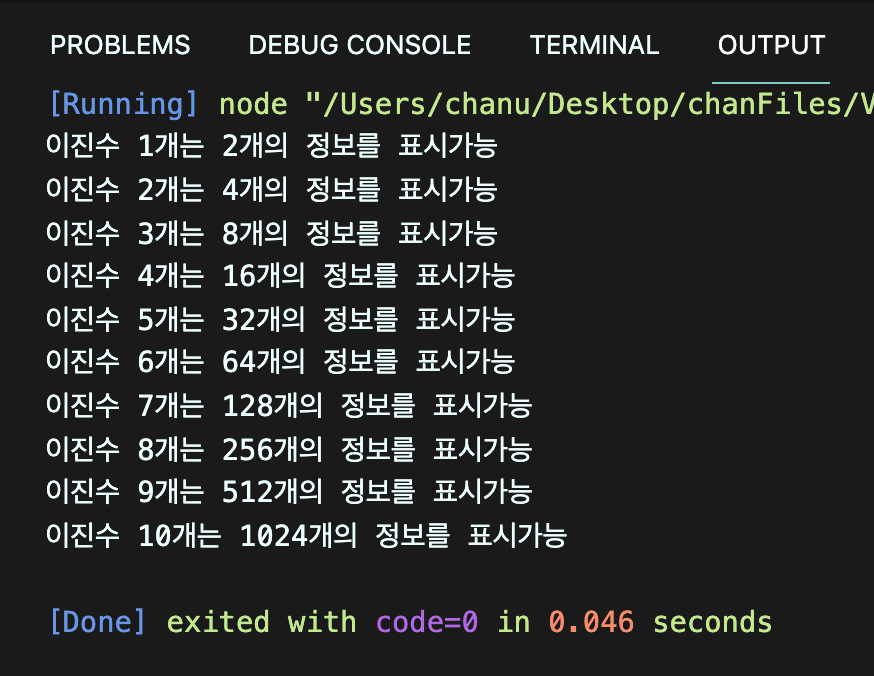 PROBLEMS DEBUG CONSOLE TERMINAL OUTPUT
[Running] node "/Users/chanu/Desktop/chanFiles/V
이진수 1개는 2개의 정보를 표시가능
이진수 2개는 4개의 정보를 표시가능
이진수 3개는 8개의 정보를 표시가능
이진수 4개는 16개의 정보를 표시가능
이진수 5개는 32개의 정보를 표시가능
이진수 6개는 64개의 정보를 표시가능
이진수 7개는 128개의 정보를 표시가능
이진수 8개는 256개의 정보를 표시가능
이진수 9개는 512개의 정보를 표시가능
이진수 10개는 1024개의 정보를 표시가능
[Done] exited with code=0 in 0.046 seconds